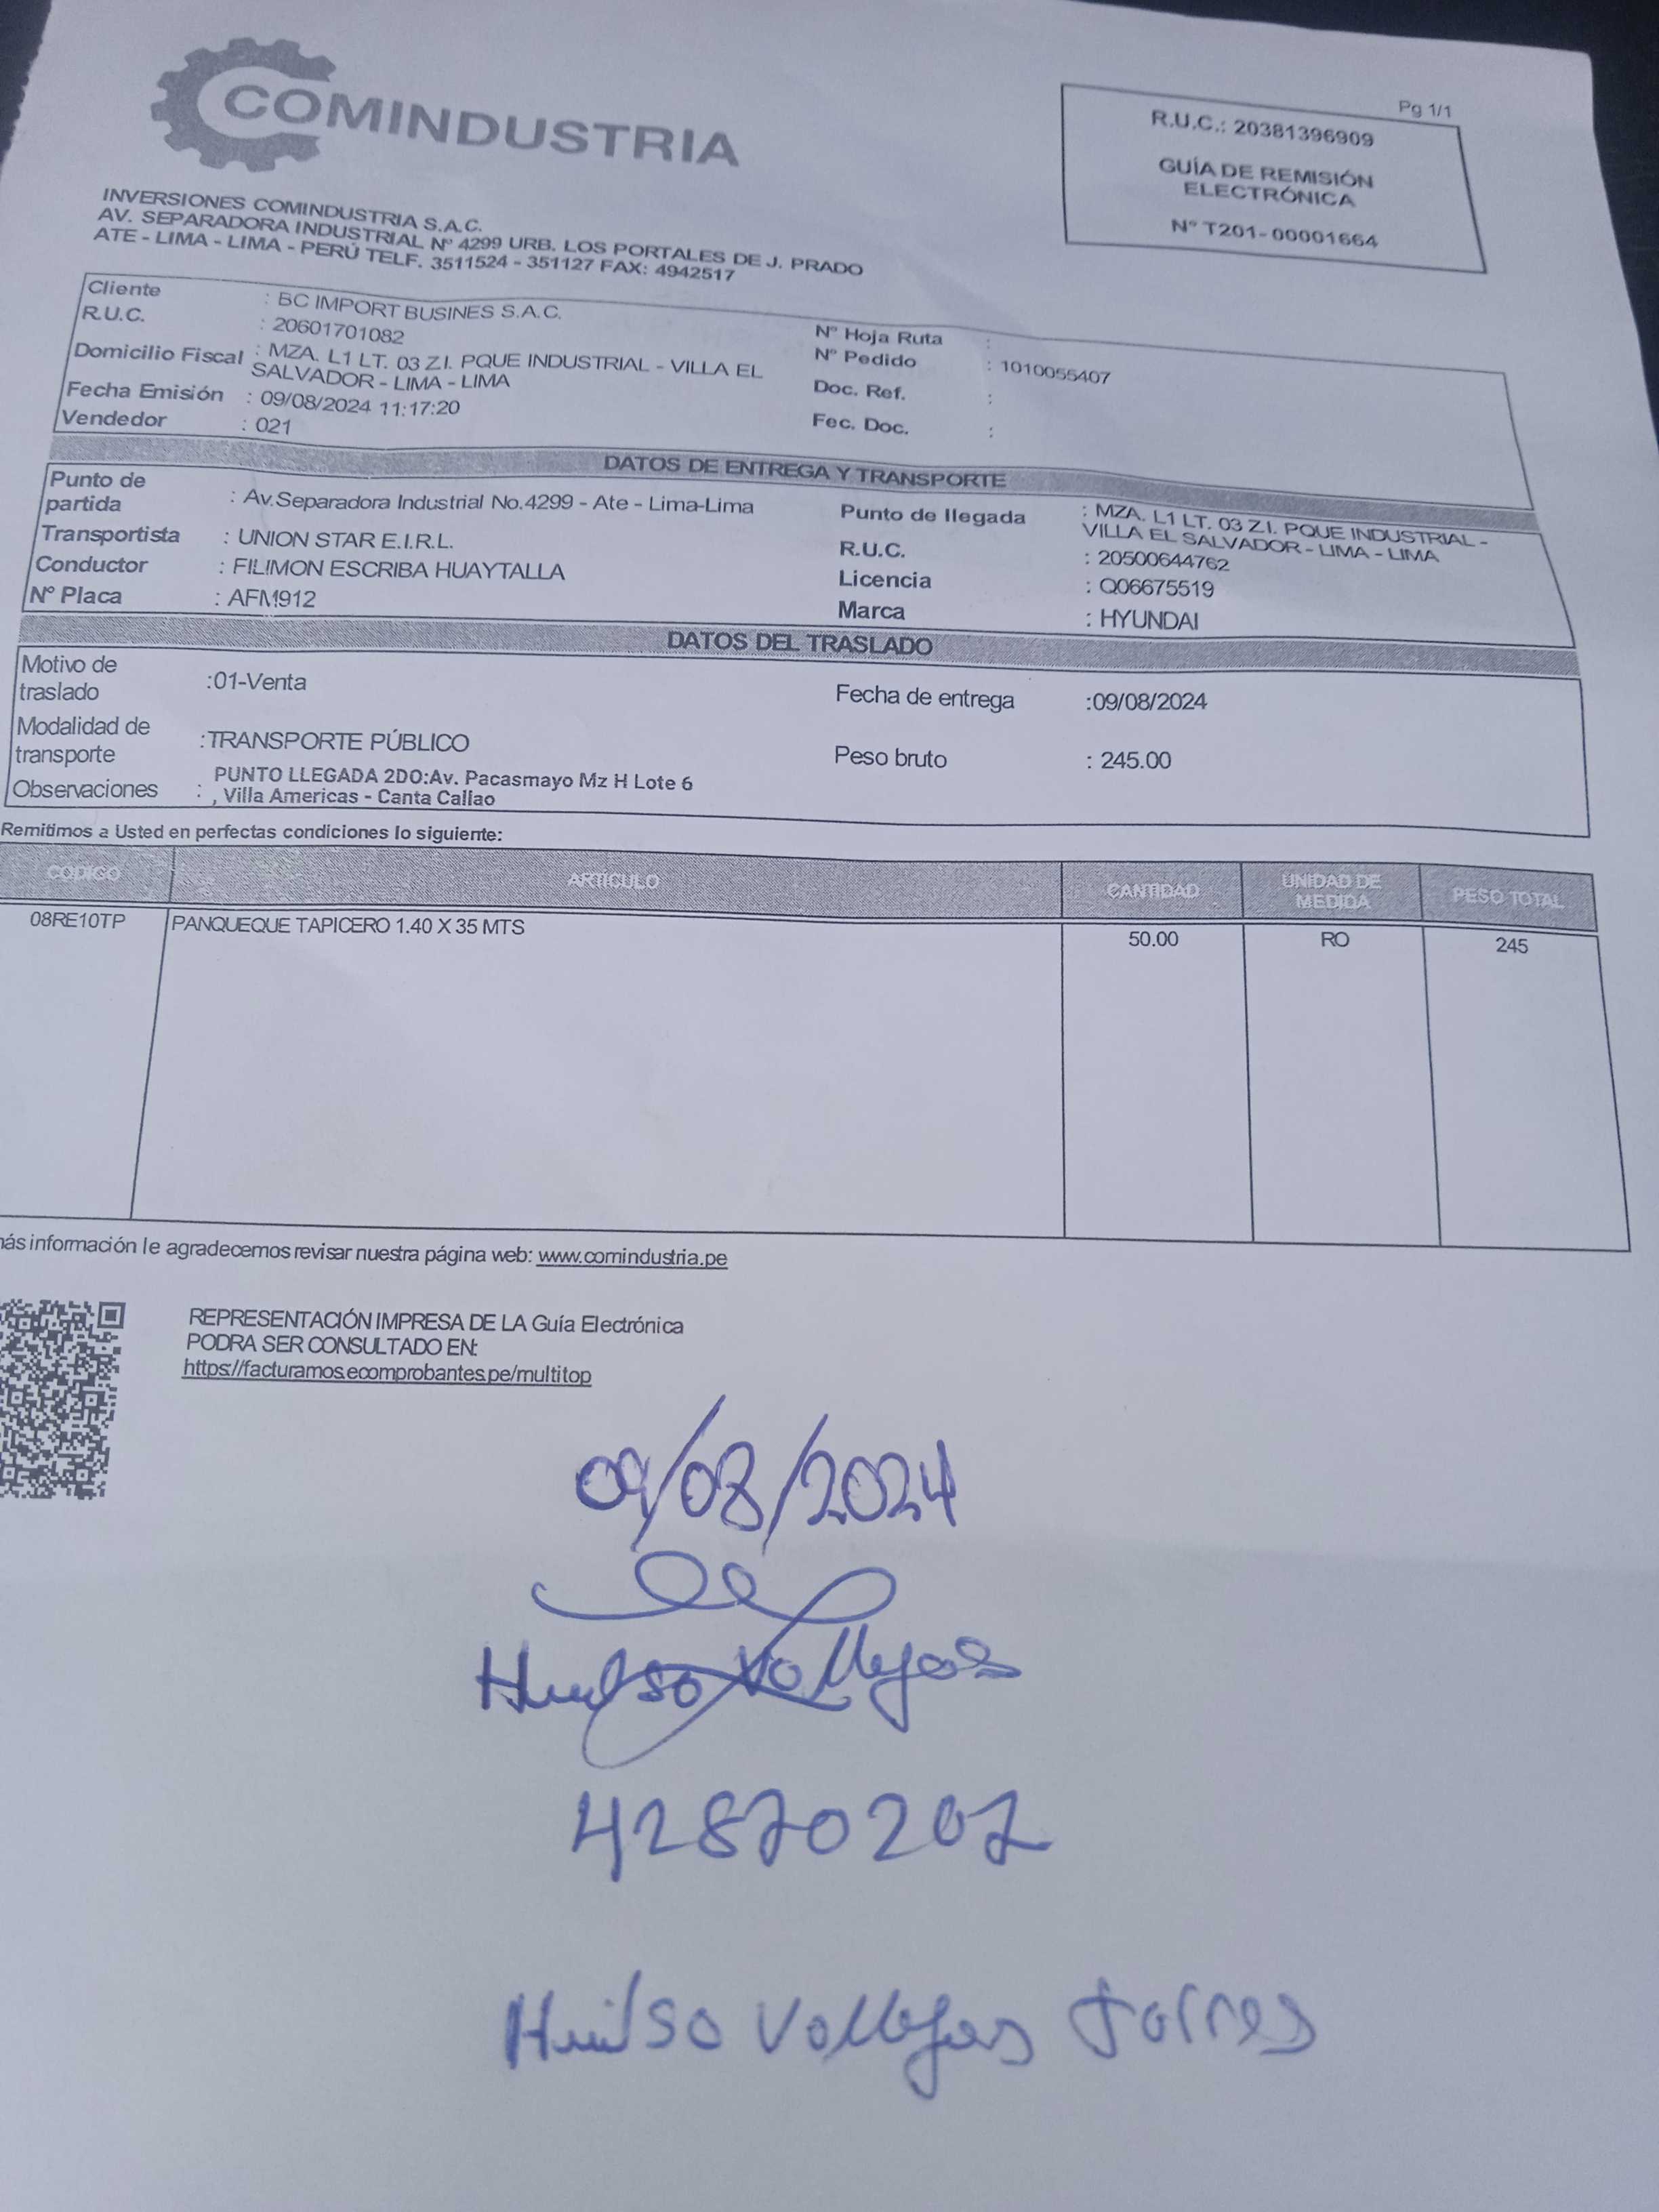 COMINDUSTRIA
Pg 1/1
R.U.C.: 20381396909
GUÍA DE REMISIÓN
ELECTRÓNICA
N° T201-00001664
INVERSIONES COMINDUSTRIA S.A.C.
AV. SEPARADORA INDUSTRIAL Nº 4299 URB. LOS PORTALES DE J. PRADO
ATE - LIMA - LIMA - PERÚ TELF. 3511524 - 351127 FAX: 4942517
Cliente : BC IMPORT BUSINES S.A.C.
R.U.C. : 20601701082
N° Hoja Ruta :
Domicilio Fiscal : MZA. L1 LT. 03 Z.I. PQUE INDUSTRIAL - VILLA EL
SALVADOR - LIMA - LIMA
N° Pedido : 1010055407
Doc. Ref. :
Fecha Emisión : 09/08/2024 11:17:20
Fec. Doc. :
Vendedor : 021
DATOS DE ENTREGA Y TRANSPORTE
Punto de
partida : Av.Separadora Industrial No.4299 - Ate - Lima-Lima
Punto de llegada : MZA. L1 LT. 03 Z.I. PQUE INDUSTRIAL -
VILLA EL SALVADOR - LIMA - LIMA
Transportista : UNION STAR E.I.R.L.
R.U.C. : 20500644762
Conductor : FILIMON ESCRIBA HUAYTALLA
Licencia : Q06675519
Nº Placa : AFM912
Marca : HYUNDAI
DATOS DEL TRASLADO
Motivo de
traslado :01-Venta
Fecha de entrega :09/08/2024
Modalidad de
transporte :TRANSPORTE PÚBLICO
Peso bruto : 245.00
Observaciones : PUNTO LLEGADA 2DO:Av. Pacasmayo Mz H Lote 6
, Villa Americas - Canta Callao
Remitimos a Usted en perfectas condiciones lo siguiente:
CODIGO ARTICULO CANTIDAD UNIDAD DE MEDIDA PESO TOTAL
08RE10TP PANQUEQUE TAPICERO 1.40 X 35 MTS 50.00 RO 245
más información le agradecemos revisar nuestra página web: www.comindustria.pe
REPRESENTACIÓN IMPRESA DE LA Guía Electrónica
PODRA SER CONSULTADO EN:
https://facturamos.ecomprobantes.pe/multitop
09/08/2024
Huilso Vallejos
42870207
Huilso Vallejos Torres